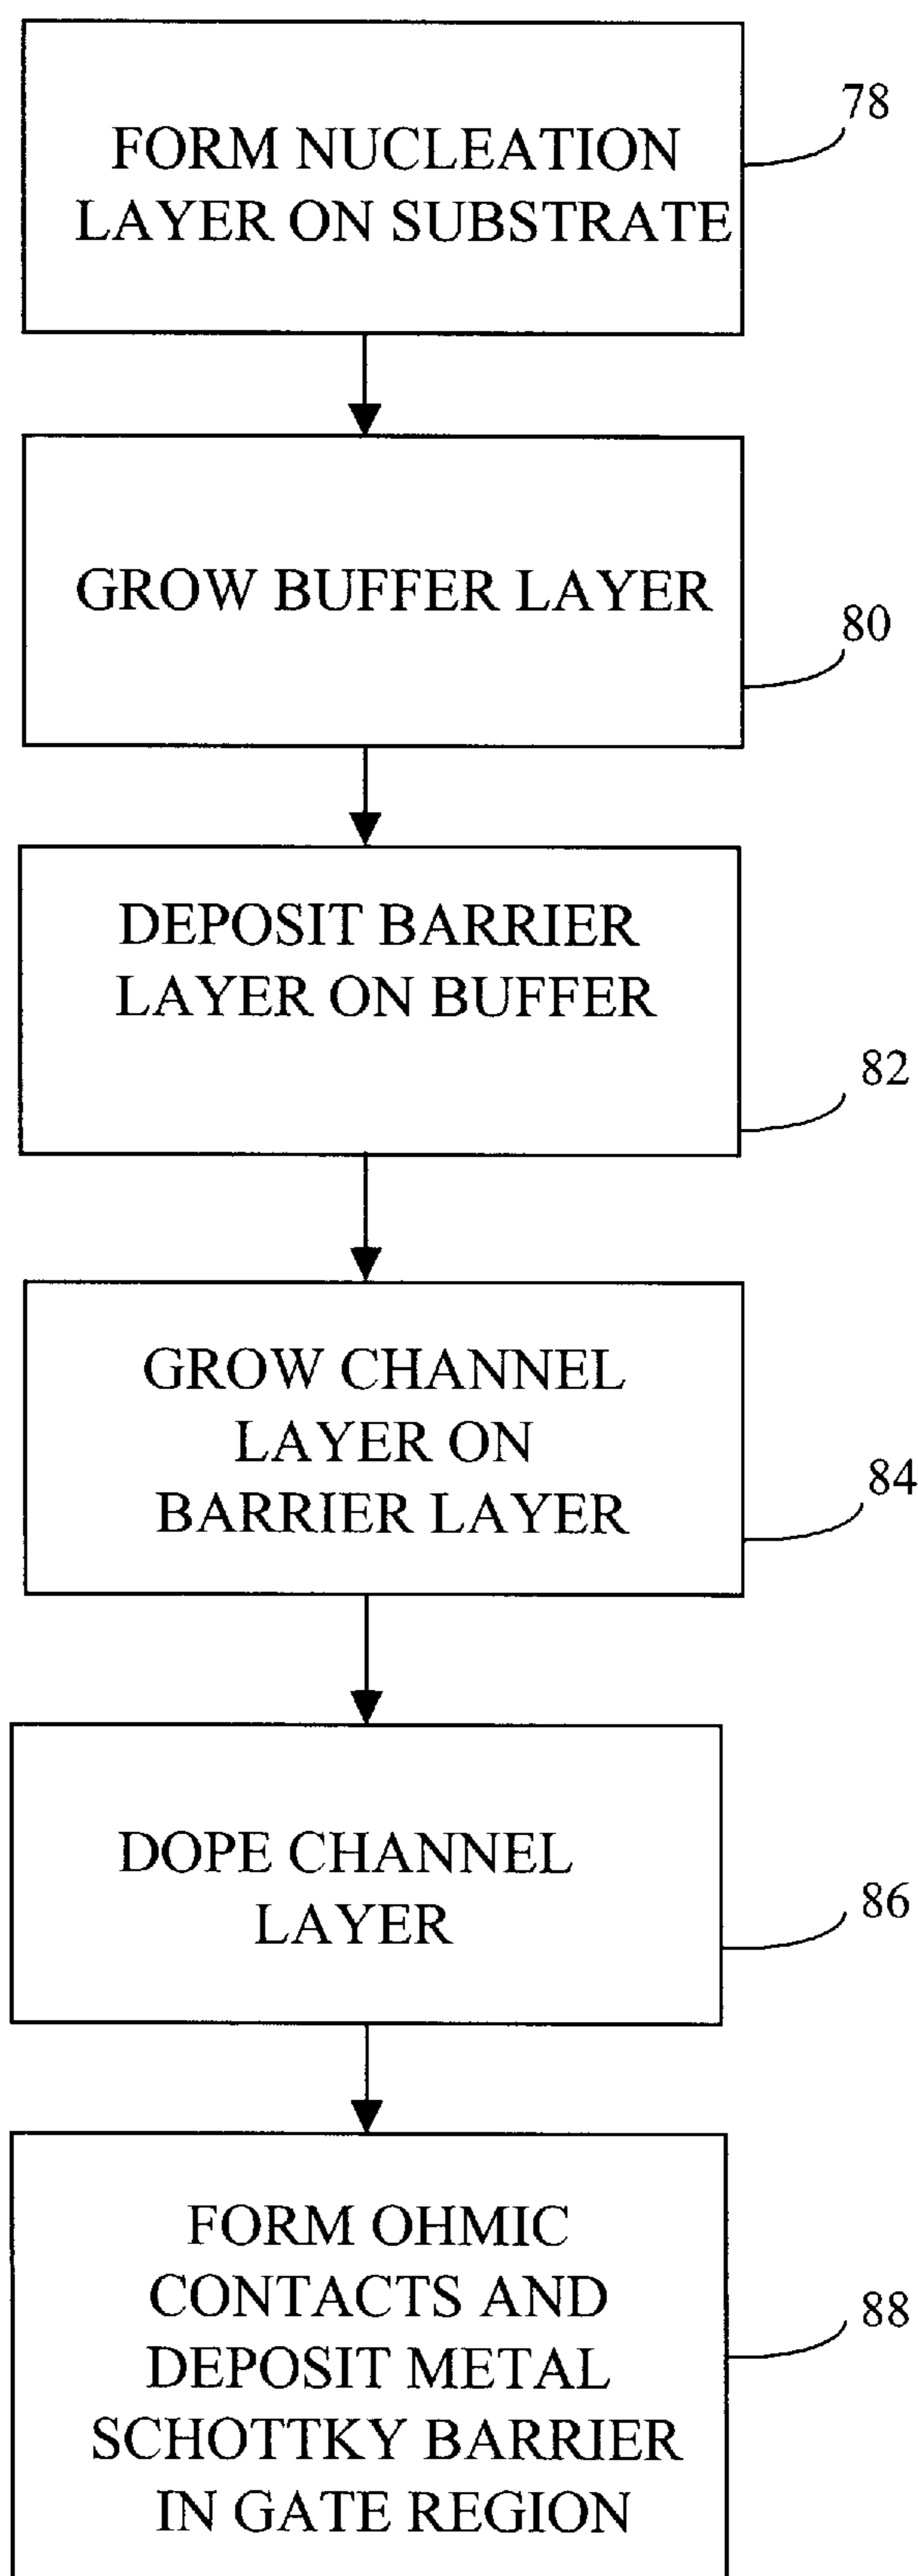 FORM NUCLEATION
LAYER ON SUBSTRATE
78
GROW BUFFER LAYER
80
DEPOSIT BARRIER
LAYER ON BUFFER
82
GROW CHANNEL
LAYER ON
BARRIER LAYER
84
DOPE CHANNEL
LAYER
86
FORM OHMIC
CONTACTS AND
DEPOSIT METAL
SCHOTTKY BARRIER
IN GATE REGION
88